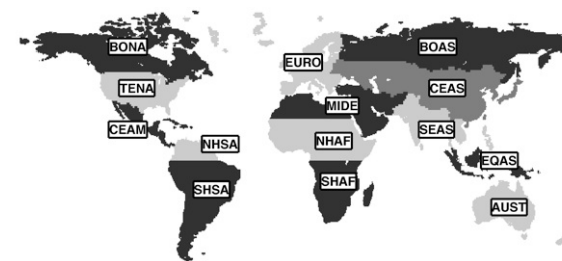 BONA
BOAS
EURO
TENA
CEAS
MIDE
CEAM
SEAS
NHSA
NHAF
EQAS
SHSA
SHAF
AUST